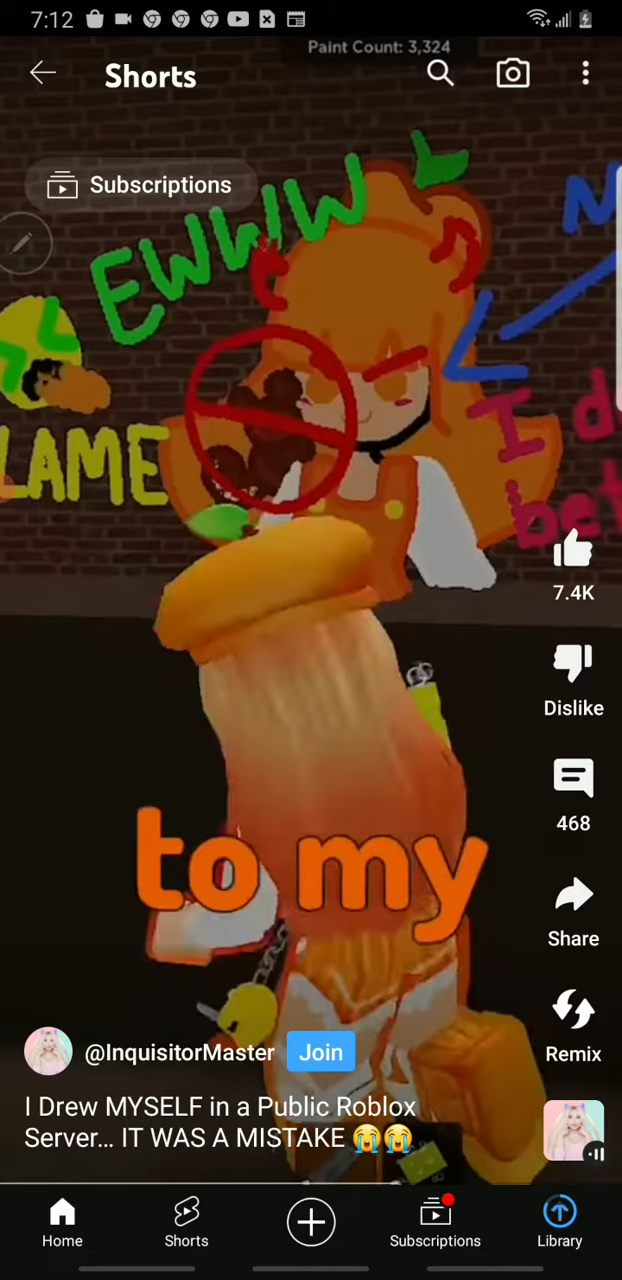 7:12
Paint Count: 3,324
Shorts
Subscriptions
EWWW
N
LAME
I d
bet
7.4K
Dislike
468
to my
Share
Remix
@InquisitorMaster
Join
I Drew MYSELF in a Public Roblox
Server... IT WAS A MISTAKE 😭😭
Home
Shorts
Subscriptions
Library